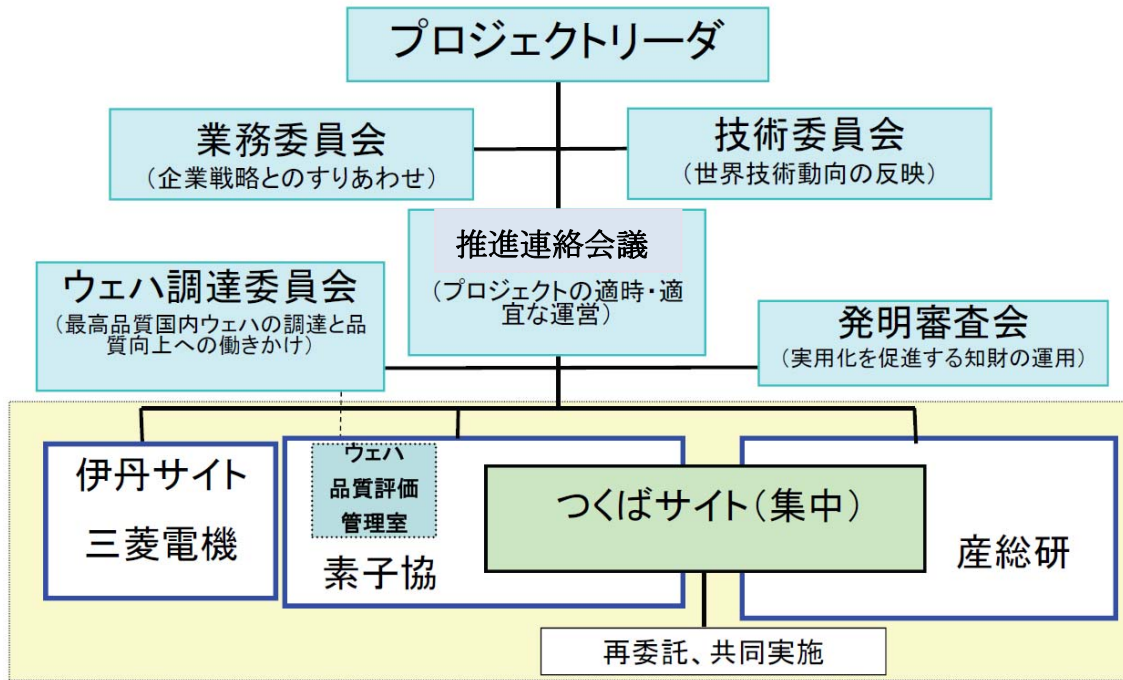 プロジェクトリーダ
業務委員会
（企業戦略とのすりあわせ）
技術委員会
（世界技術動向の反映）
推進連絡会議
（プロジェクトの適時・適
宜な運営）
ウェハ調達委員会
（最高品質国内ウェハの調達と品
質向上への働きかけ）
発明審査会
（実用化を促進する知財の運用）
伊丹サイト
三菱電機
ウェハ
品質評価
管理室
素子協
つくばサイト（集中）
産総研
再委託、共同実施